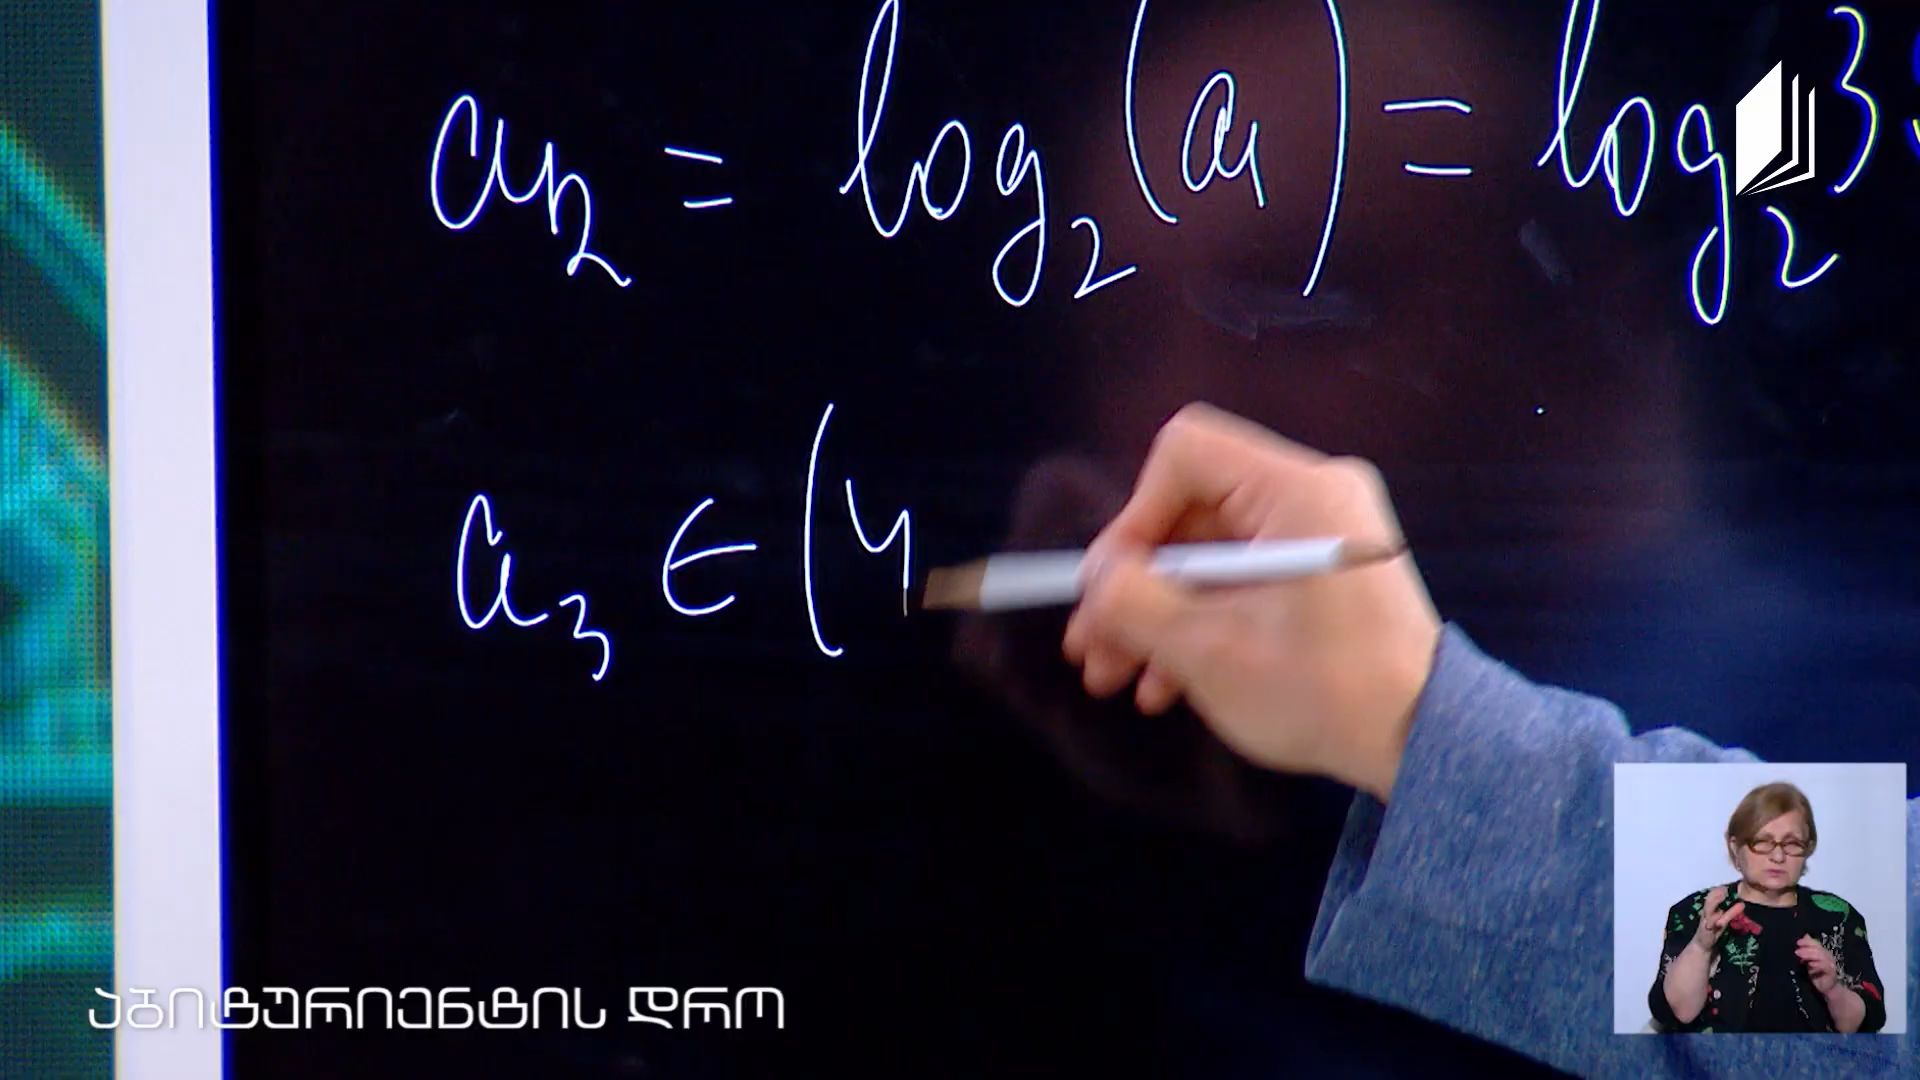 a₂ = log₂(a₁) = log₂3
a₃ ∈ (4
აბიტურიენტის დრო